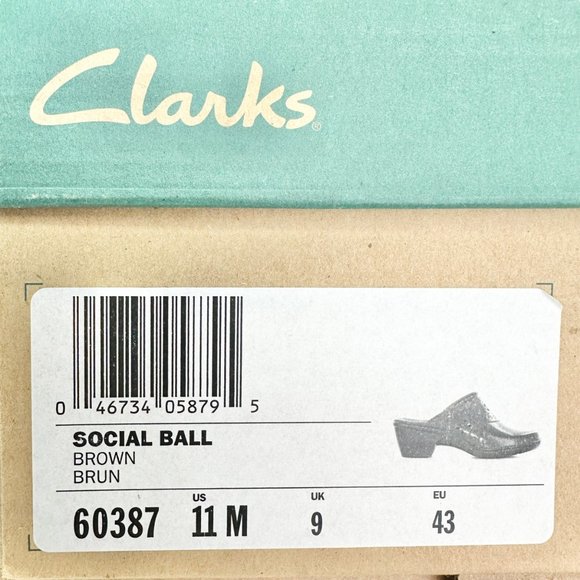 Clarks®
0 46734 05879 5
SOCIAL BALL
BROWN
BRUN
US UK EU
60387 11 M 9 43